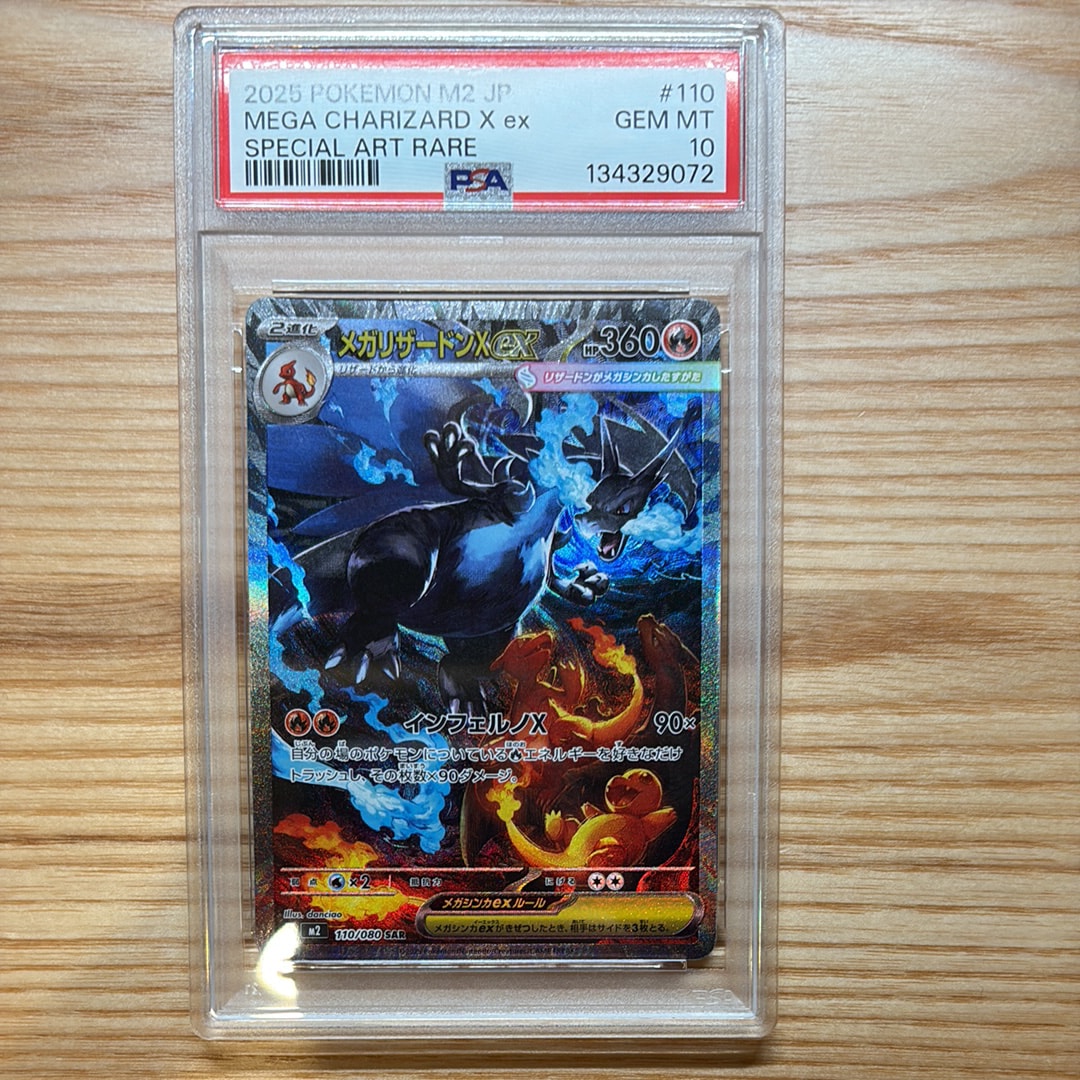 2025 POKEMON M2 JP #110
MEGA CHARIZARD X ex GEM MT
SPECIAL ART RARE 10
PSA 134329072
2進化 メガリザードンXex HP360
リザードから進化
リザードンがメガシンカしたすがた
インフェルノX 90×
自分の場のポケモンについている エネルギーを好きなだけ
トラッシュし、その枚数×90ダメージ。
弱点 ×2 抵抗力 にげる
メガシンカexルール
Illus. danciao
メガシンカexがきぜつしたとき、相手はサイドを3枚とる。
m2 110/080 SAR